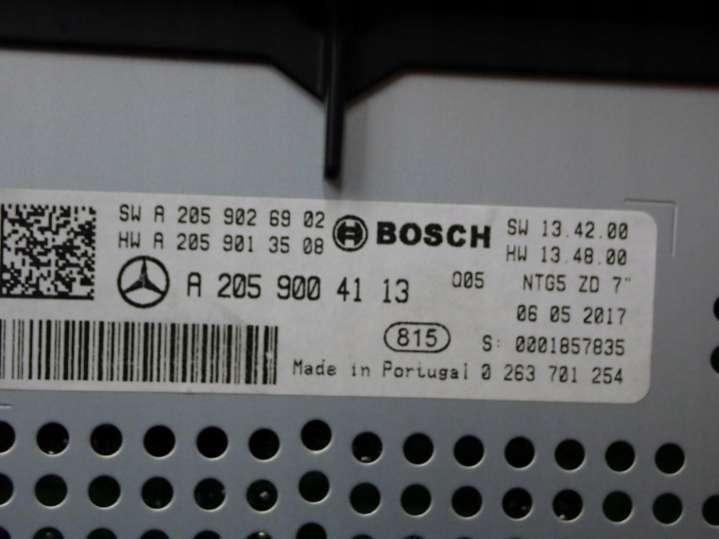 SW A 205 902 69 02
HW A 205 901 35 08
A 205 900 41 13
BOSCH
SW 13.42.00
HW 13.48.00
005 NTG5 ZD 7"
06 05 2017
815
S: 0001857835
Made in Portugal 0 263 701 254